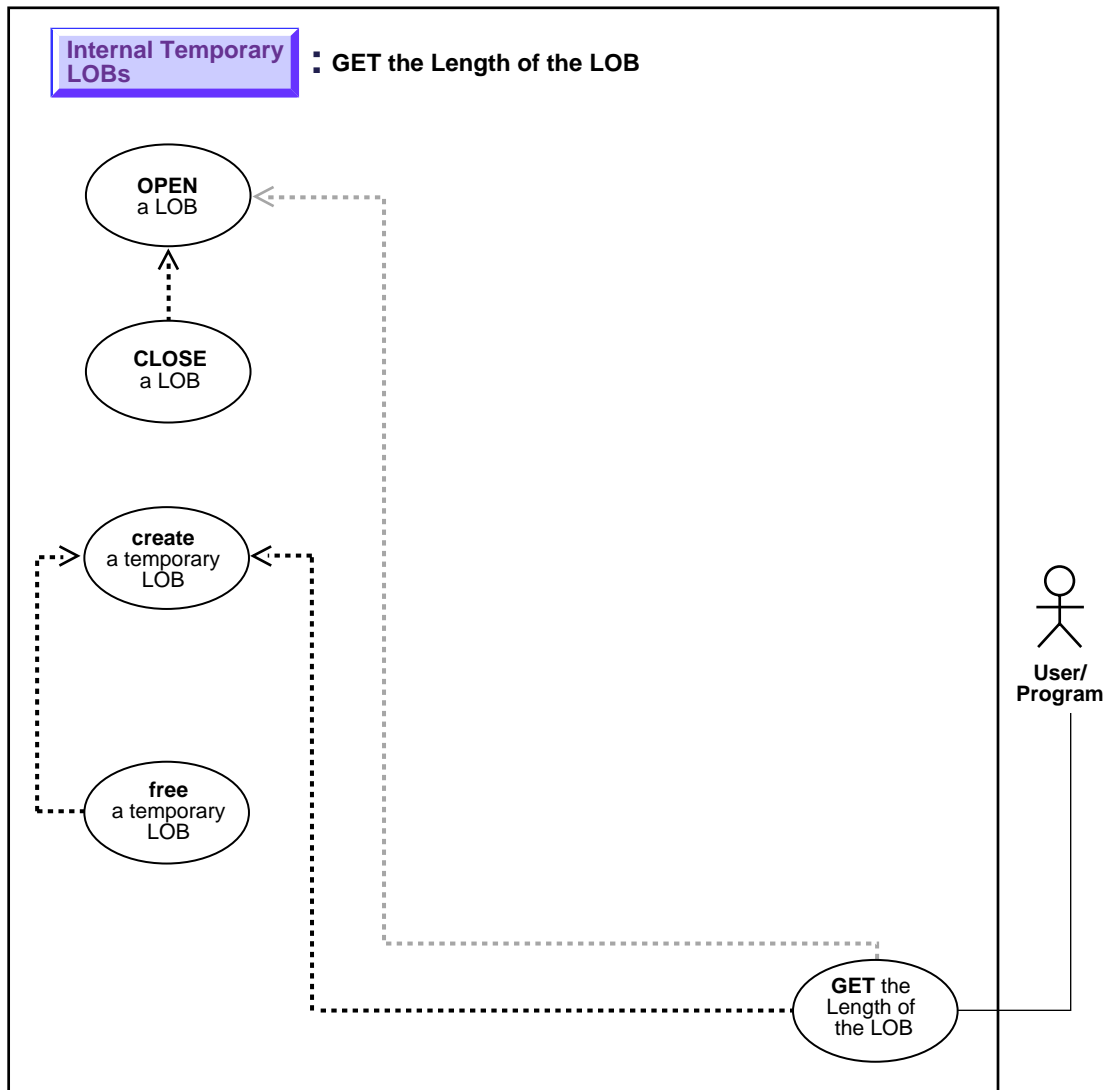 Internal Temporary
LOBs
: GET the Length of the LOB
OPEN
a LOB
CLOSE
a LOB
create
a temporary
LOB
User/
Program
free
a temporary
LOB
GET the
Length of
the LOB